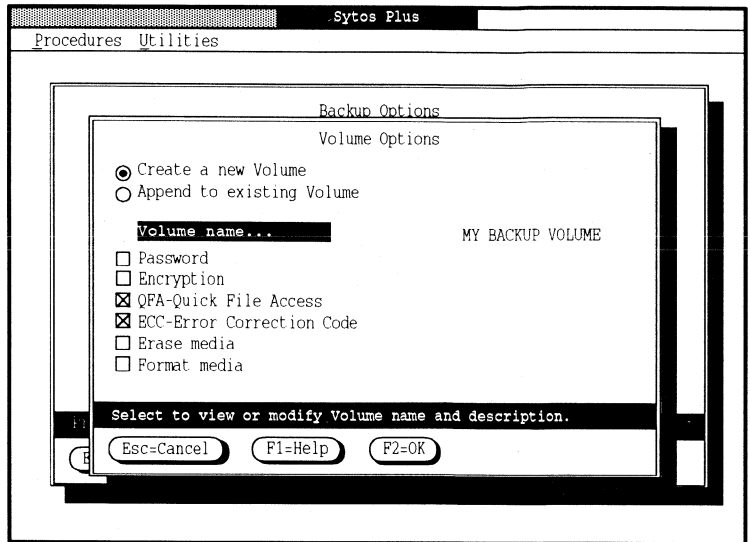 Sytos Plus
Procedures Utilities
Backup Options
Volume Options
Create a new Volume
Append to existing Volume
Volume name... MY BACKUP VOLUME
Password
Encryption
QFA-Quick File Access
ECC-Error Correction Code
Erase media
Format media
Select to view or modify Volume name and description.
Esc=Cancel F1=Help F2=OK